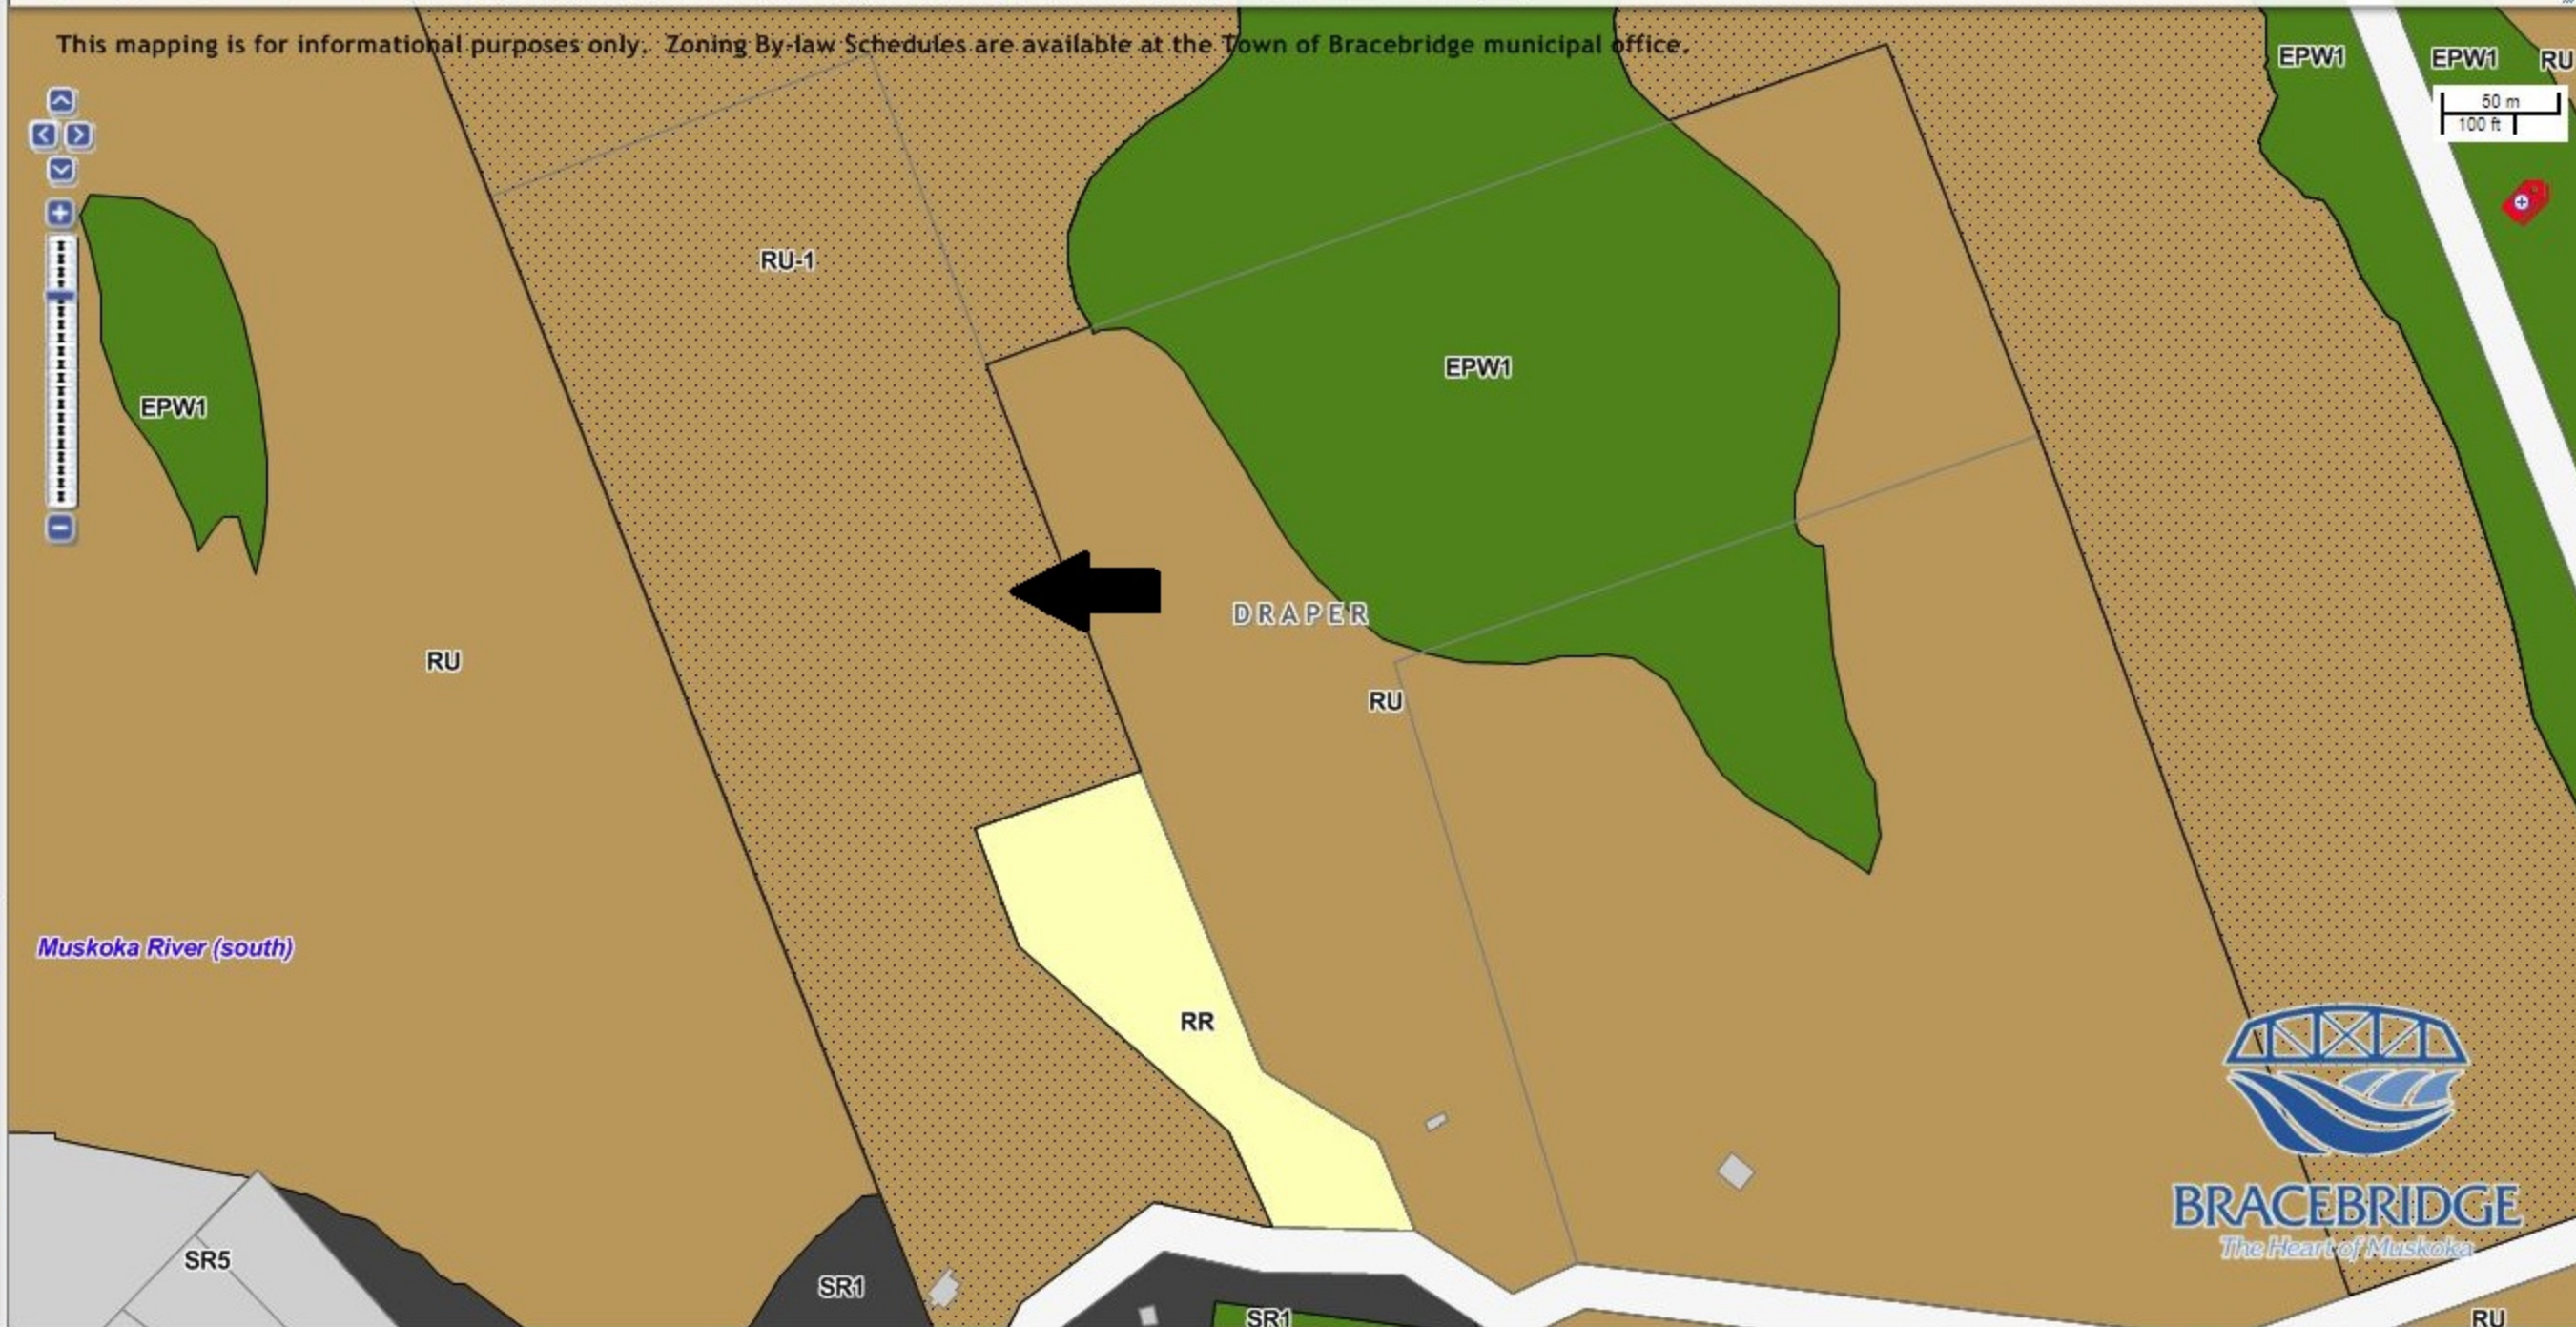 This mapping is for informational purposes only. Zoning By-law Schedules are available at the Town of Bracebridge municipal office.
EPW1
EPW1
RU
50 m
100 ft
RU-1
EPW1
EPW1
DRAPER
RU
RU
Muskoka River (south)
RR
BRACEBRIDGE
The Heart of Muskoka
SR5
SR1
SR1
RU